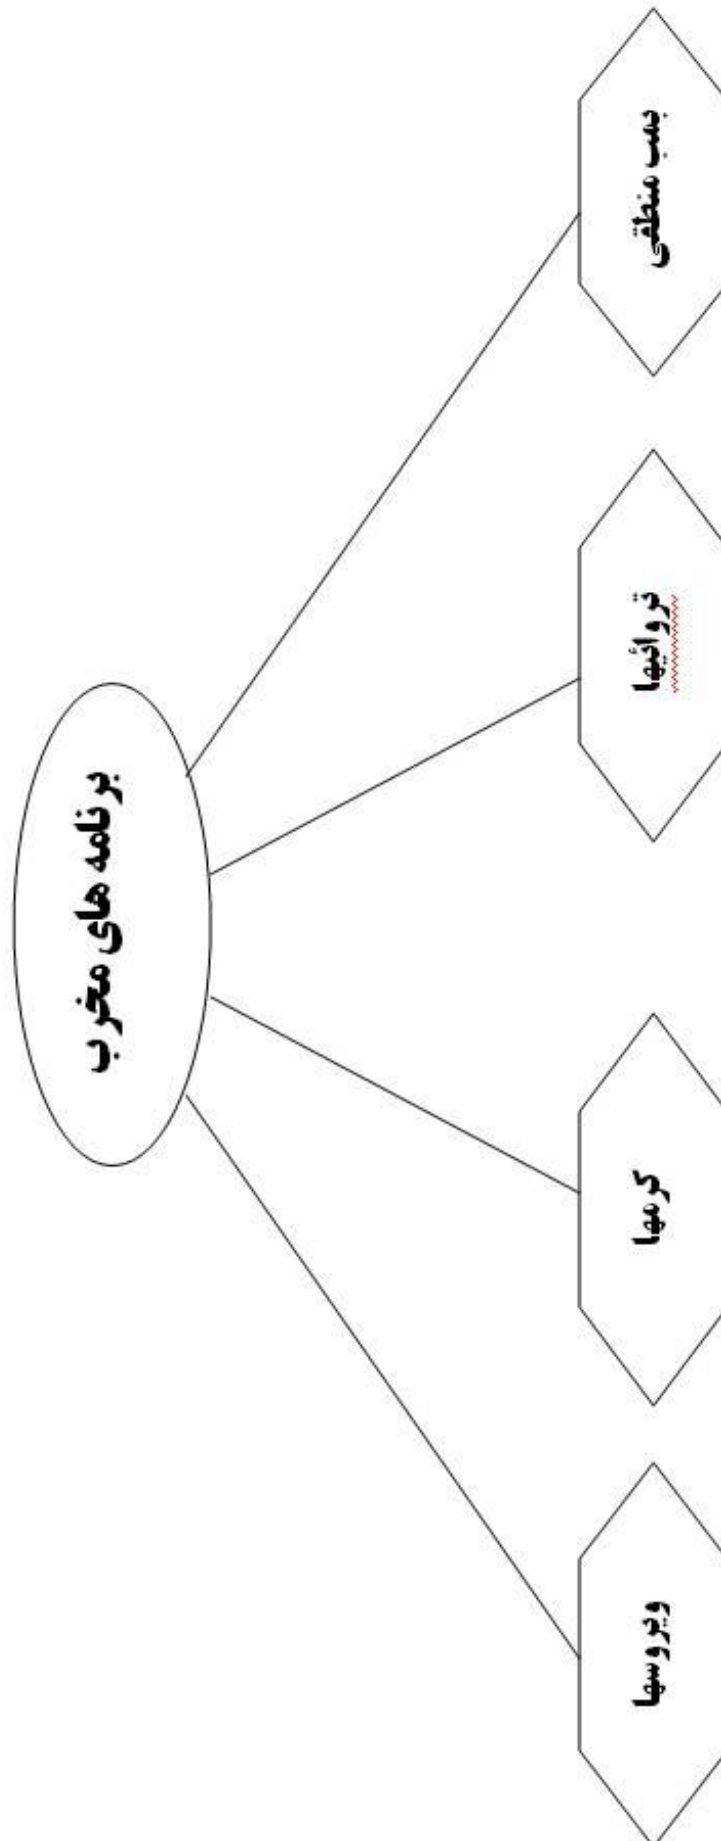 برنامه های مخرب
بمب منطقی
تروائیها
کرمها
ویروسها